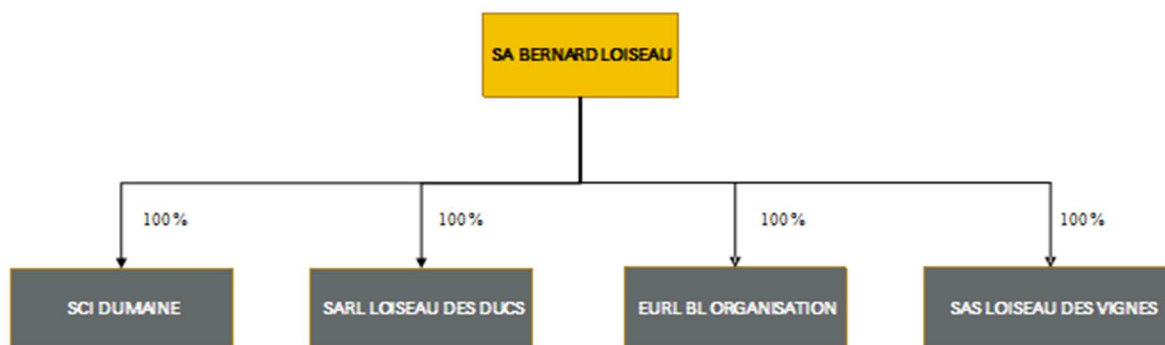 SA BERNARD LOISEAU
100%
100%
100%
100%
SCI DUMAINE
SARL LOISEAU DES DUCS
EURL BL ORGANISATION
SAS LOISEAU DES VIGNES